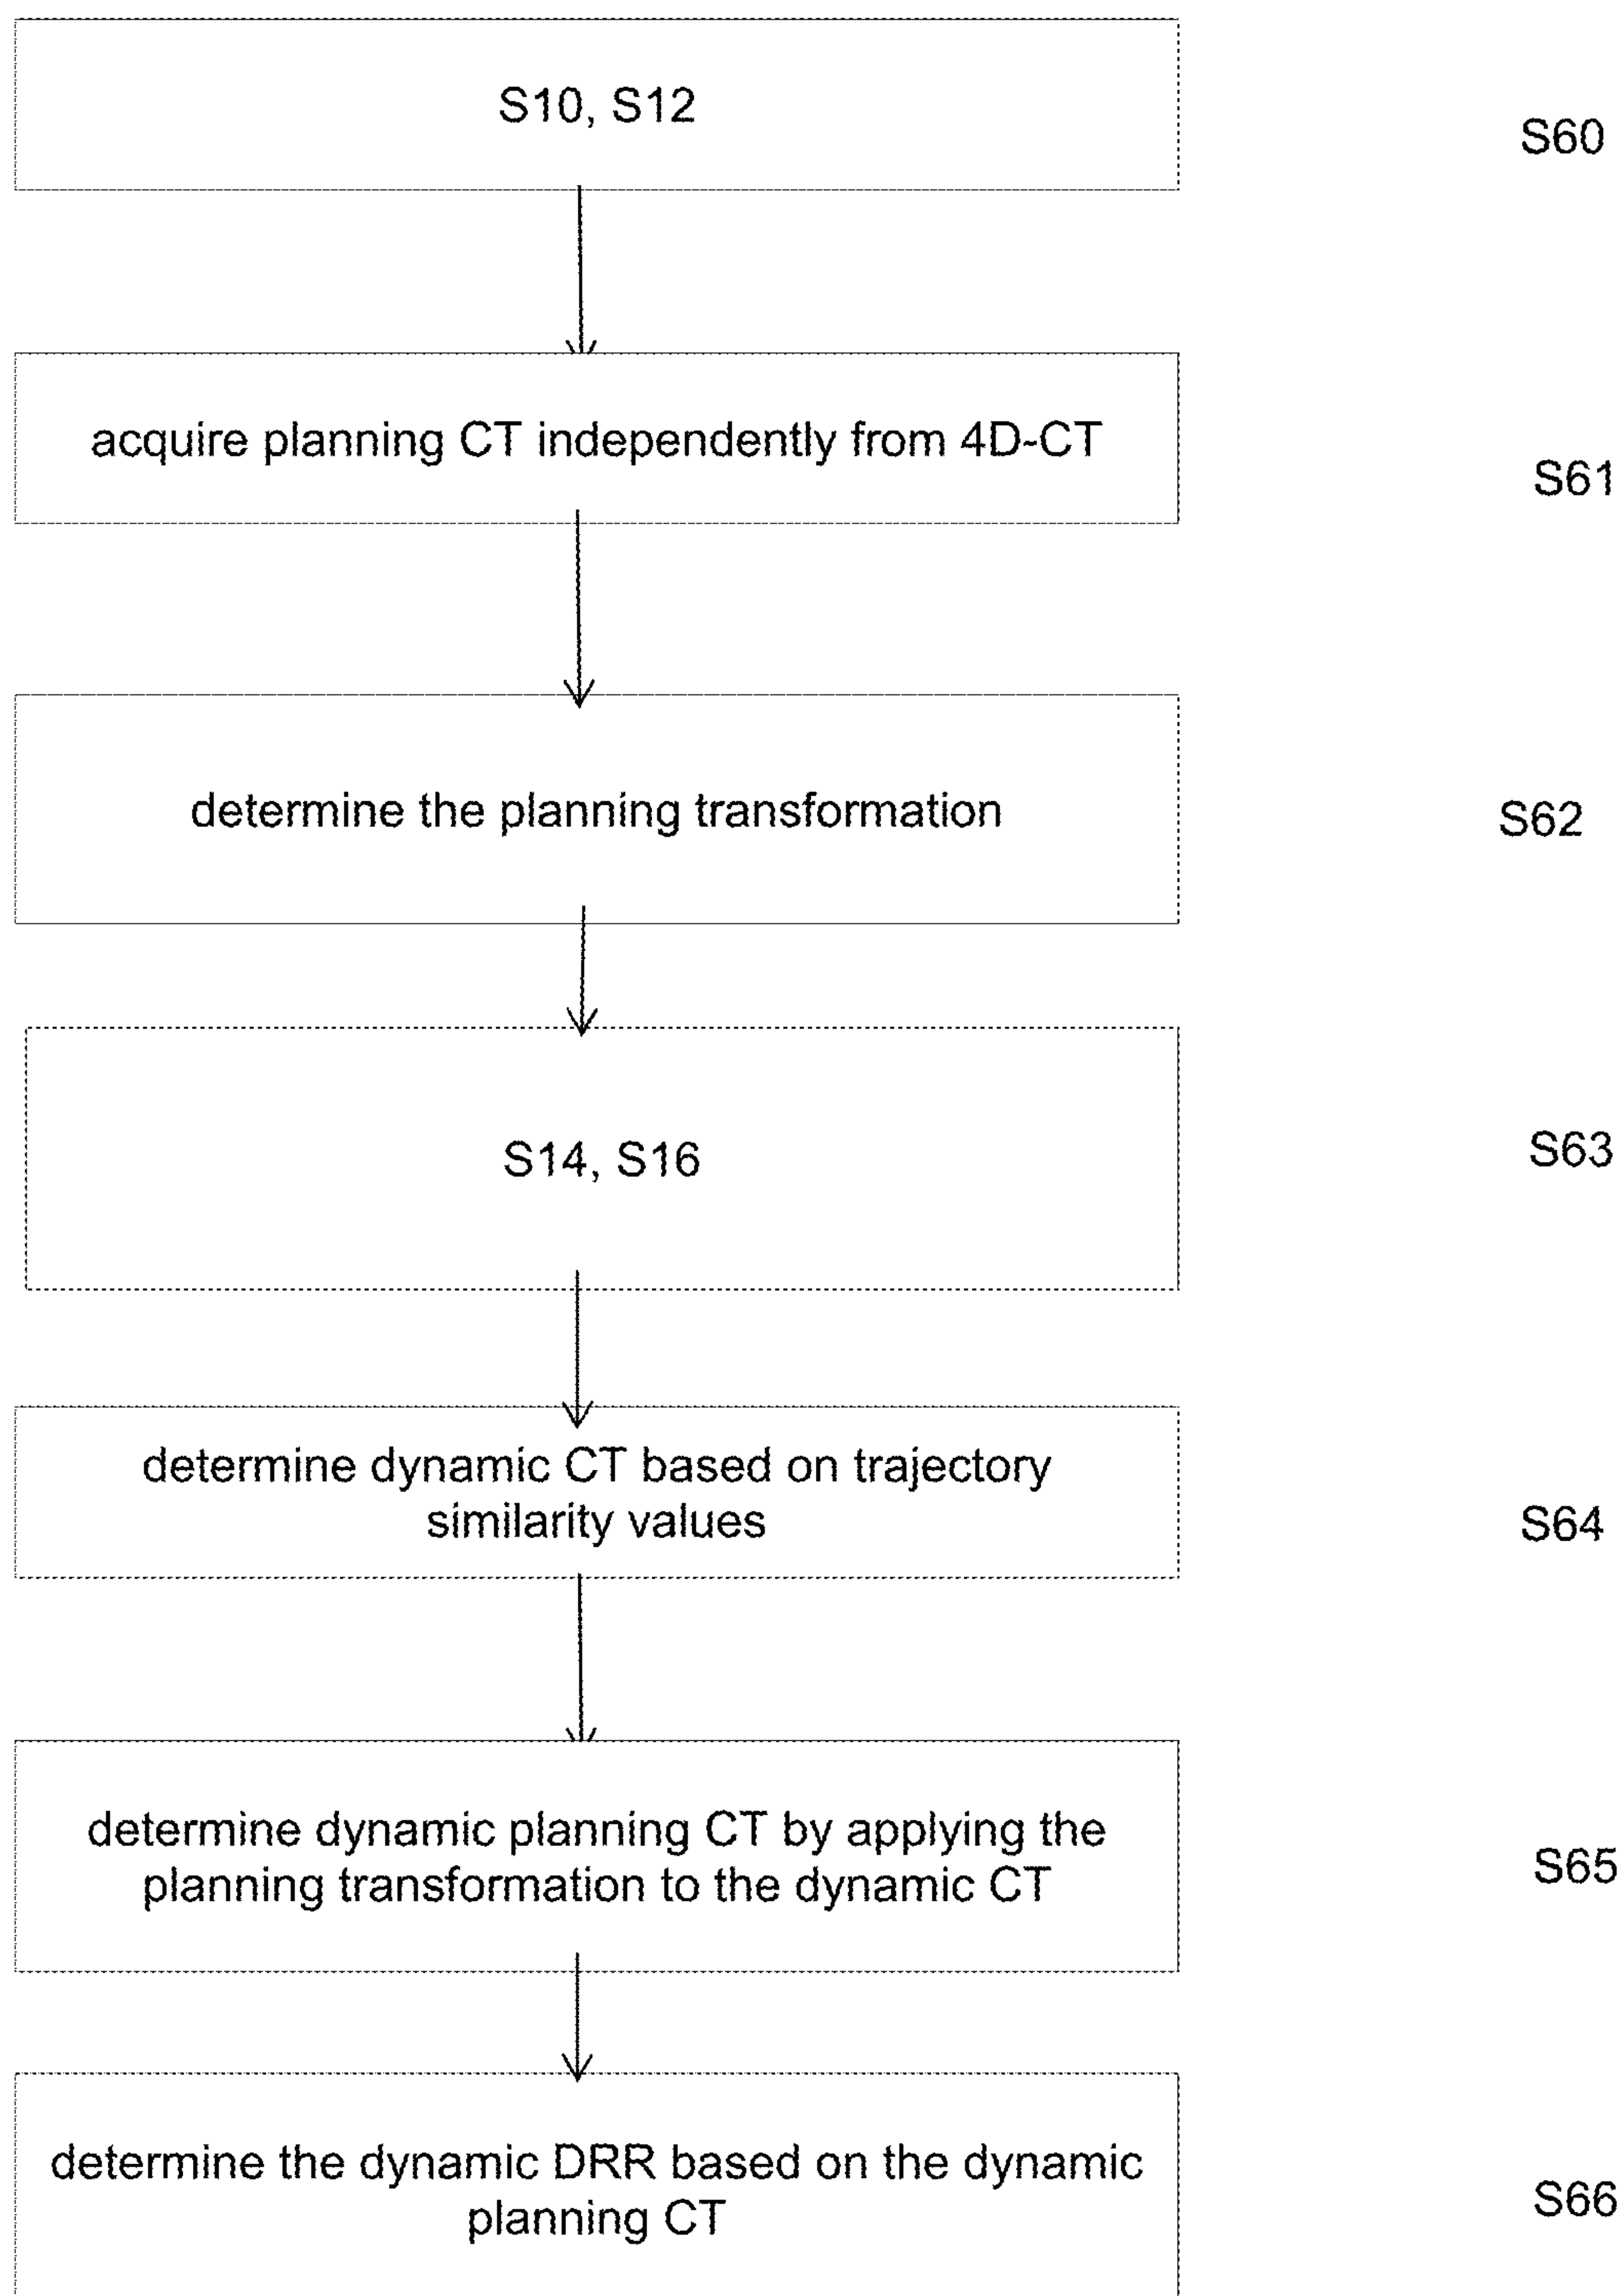 S10, S12
S60
acquire planning CT independently from 4D-CT
S61
determine the planning transformation
S62
S14, S16
S63
determine dynamic CT based on trajectory
similarity values
S64
determine dynamic planning CT by applying the
planning transformation to the dynamic CT
S65
determine the dynamic DRR based on the dynamic
planning CT
S66